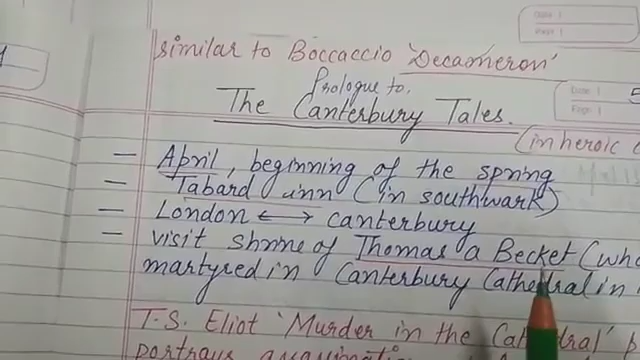 Date
Page
similar to Boccaccio 'Decameron'
Prologue to.
The Canterbury Tales.
Date
Page
5
(in heroic
— April, beginning of the spring
— Tabard inn (in southwark)
— London ⟷ canterbury
— visit shrine of Thomas a Becket (who
martyred in Canterbury Cathedral in
T.S. Eliot 'Murder in the Cathedral'
portrays